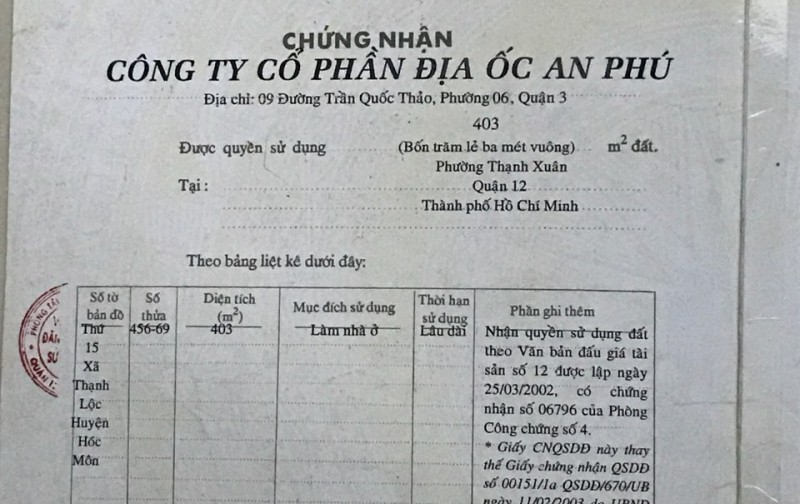 CHỨNG NHẬN
CÔNG TY CỔ PHẦN ĐỊA ỐC AN PHÚ
Địa chỉ: 09 Đường Trần Quốc Thảo, Phường 06, Quận 3
403
Được quyền sử dụng (Bốn trăm lẻ ba mét vuông) m² đất.
Phường Thạnh Xuân
Tại: Quận 12
Thành phố Hồ Chí Minh
Theo bảng liệt kê dưới đây:
Số tờ bản đồ
Số thửa
Diện tích (m²)
Mục đích sử dụng
Thời hạn sử dụng
Phần ghi thêm
Thứ 456-69 403 Làm nhà ở Lâu dài
15
Xã
Thạnh
Lộc
Huyện
Hóc
Môn
Nhận quyền sử dụng đất
theo Văn bản đấu giá tài
sản số 12 được lập ngày
25/03/2002, có chứng
nhận số 06796 của Phòng
Công chứng số 4.
* Giấy CNQSDĐ này thay
thế Giấy chứng nhận QSDĐ
số 00151/1a QSDĐ/670/UB
ngày 11/02/2003 do UBND